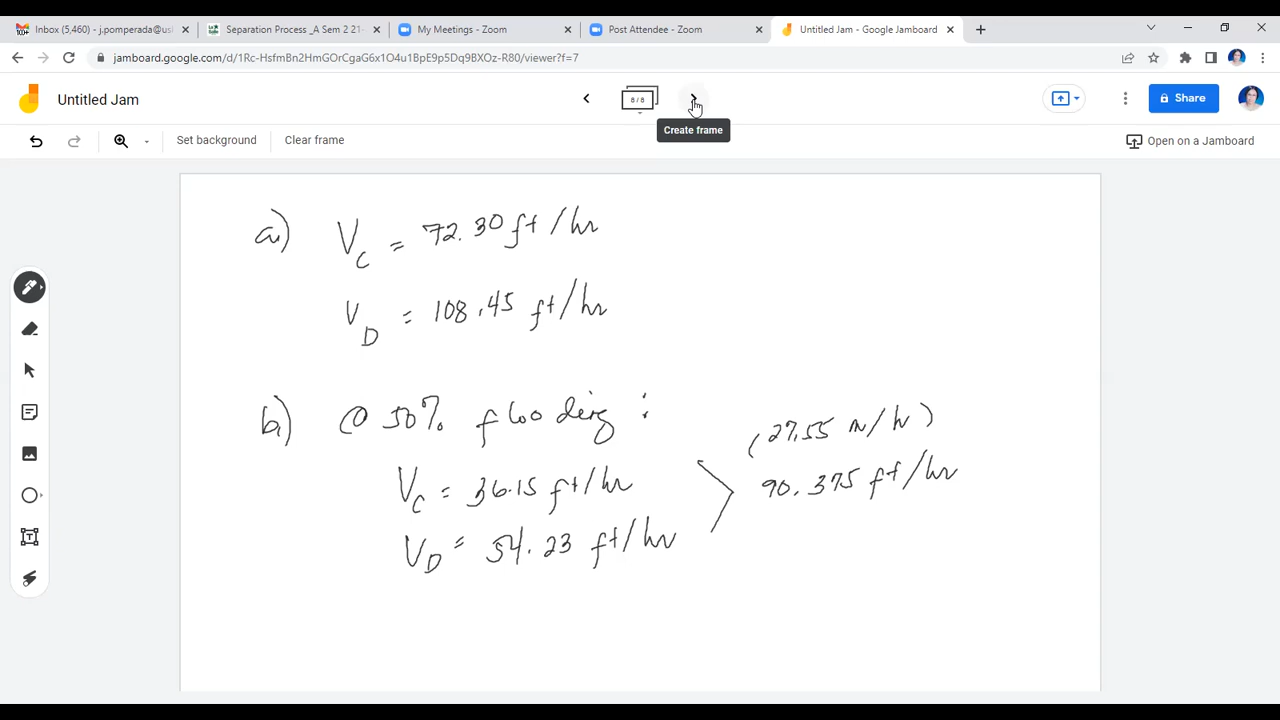 Inbox (5,460) - j.pomperada@us
Separation Process _A Sem 2 21-
My Meetings - Zoom
Post Attendee - Zoom
Untitled Jam - Google Jamboard
jamboard.google.com/d/1Rc-HsfmBn2HmGOrCgaG6x1O4u1BpE9p5Dq9BXOz-R80/viewer?f=7
Untitled Jam
8 / 8
Share
Create frame
Set background
Clear frame
Open on a Jamboard
a) Vc = 72.30 ft/hr
VD = 108.45 ft/hr
b) @ 50% flooding :
(27.55 m/h)
Vc = 36.15 ft/hr
90.375 ft/hr
VD = 54.23 ft/hr